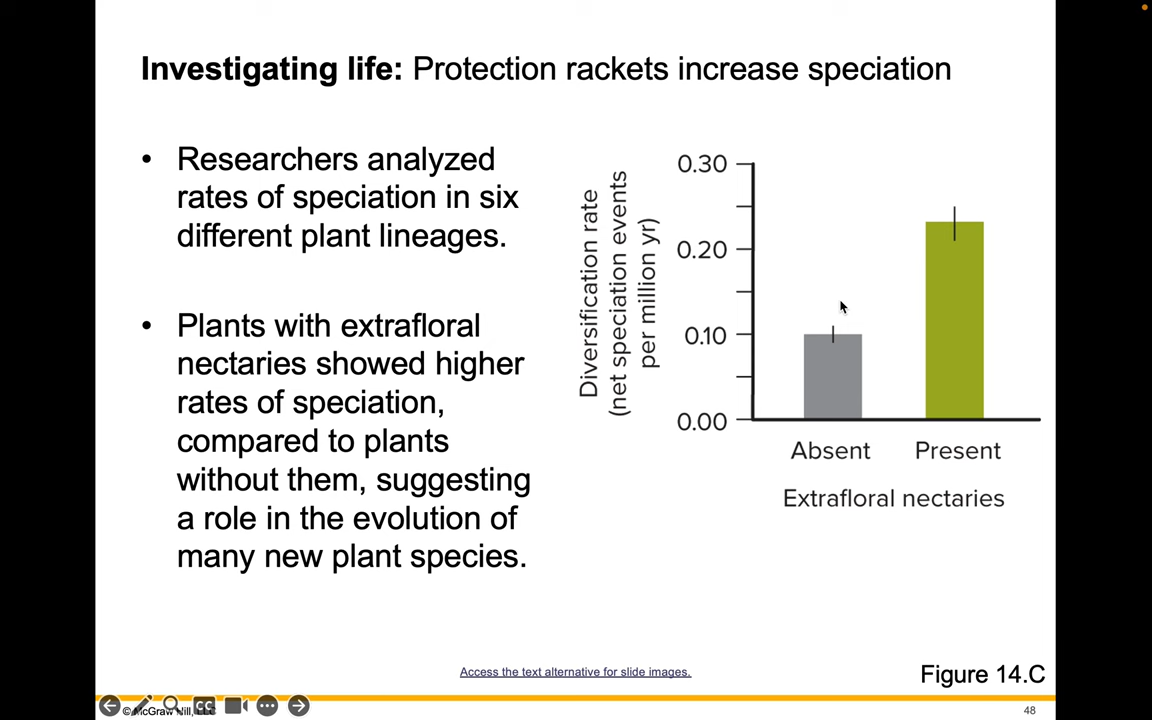 Investigating life: Protection rackets increase speciation
• Researchers analyzed
rates of speciation in six
different plant lineages.
• Plants with extrafloral
nectaries showed higher
rates of speciation,
compared to plants
without them, suggesting
a role in the evolution of
many new plant species.
Diversification rate
(net speciation events
per million yr)
0.30
0.20
0.10
0.00
Absent
Present
Extrafloral nectaries
Access the text alternative for slide images.
Figure 14.C
CC
©McGraw Hill, LLC
48